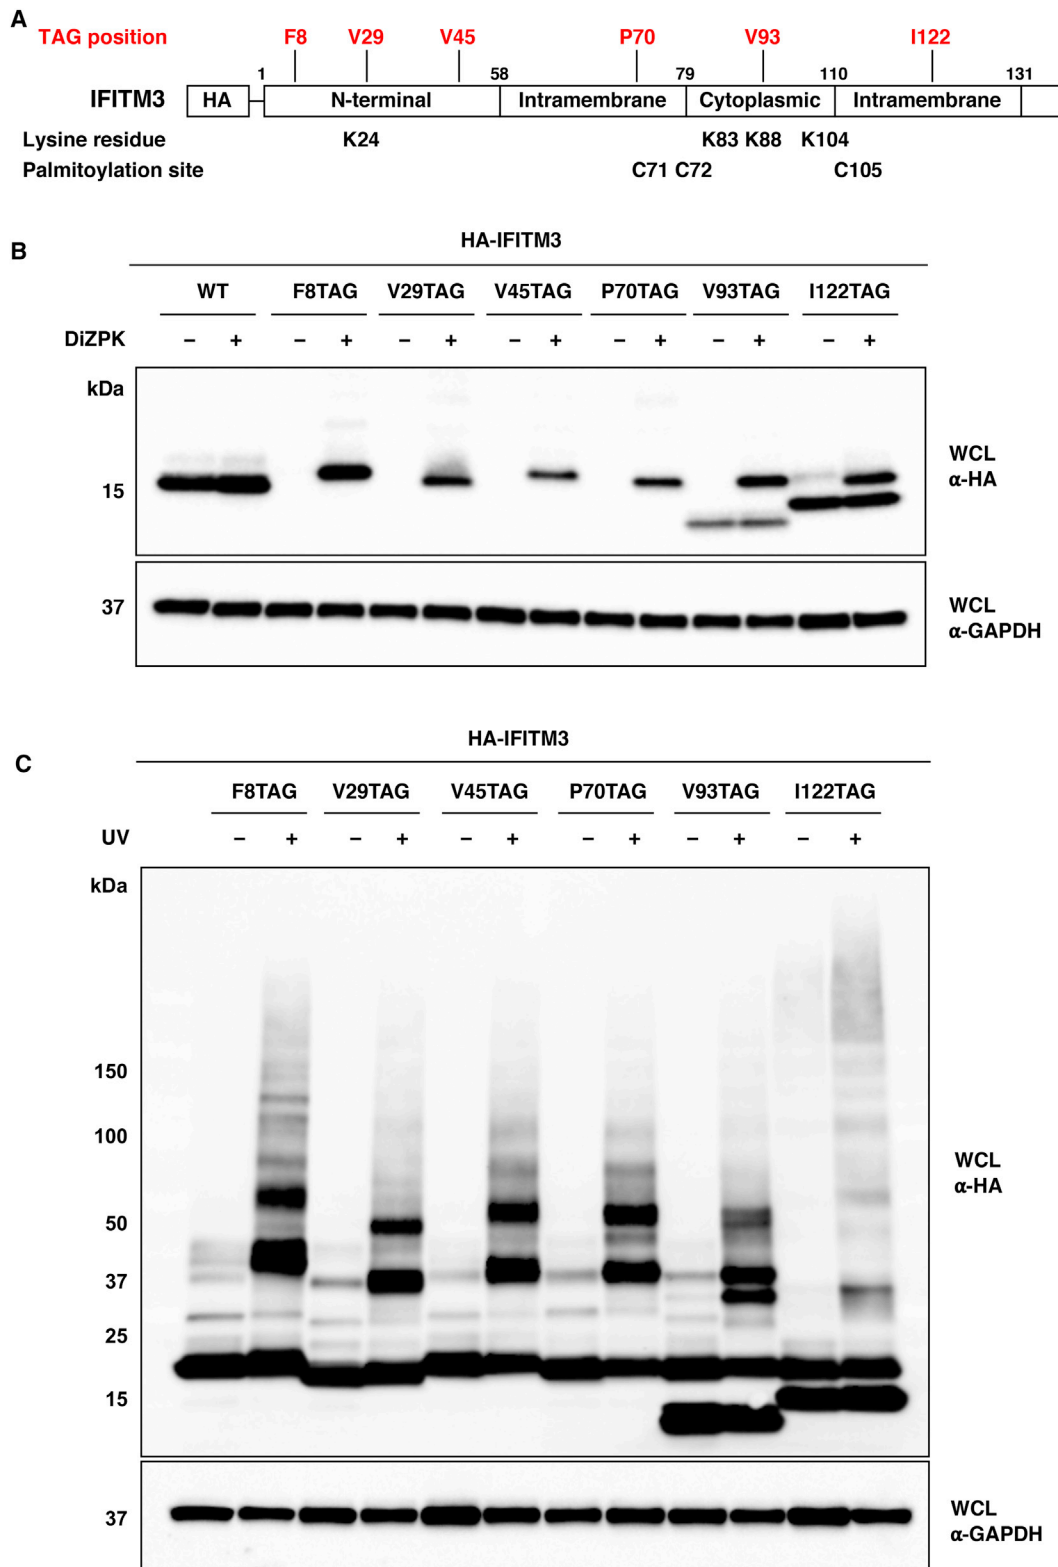 A
TAG position F8 V29 V45 P70 V93 I122
1 58 79 110 131
IFITM3 HA N-terminal Intramembrane Cytoplasmic Intramembrane
Lysine residue K24 K83 K88 K104
Palmitoylation site C71 C72 C105
B
HA-IFITM3
WT F8TAG V29TAG V45TAG P70TAG V93TAG I122TAG
DiZPK – + – + – + – + – + – + – +
kDa
15
WCL
α-HA
37
WCL
α-GAPDH
C
HA-IFITM3
F8TAG V29TAG V45TAG P70TAG V93TAG I122TAG
UV – + – + – + – + – + – +
kDa
150
100
50
37
25
15
WCL
α-HA
37
WCL
α-GAPDH